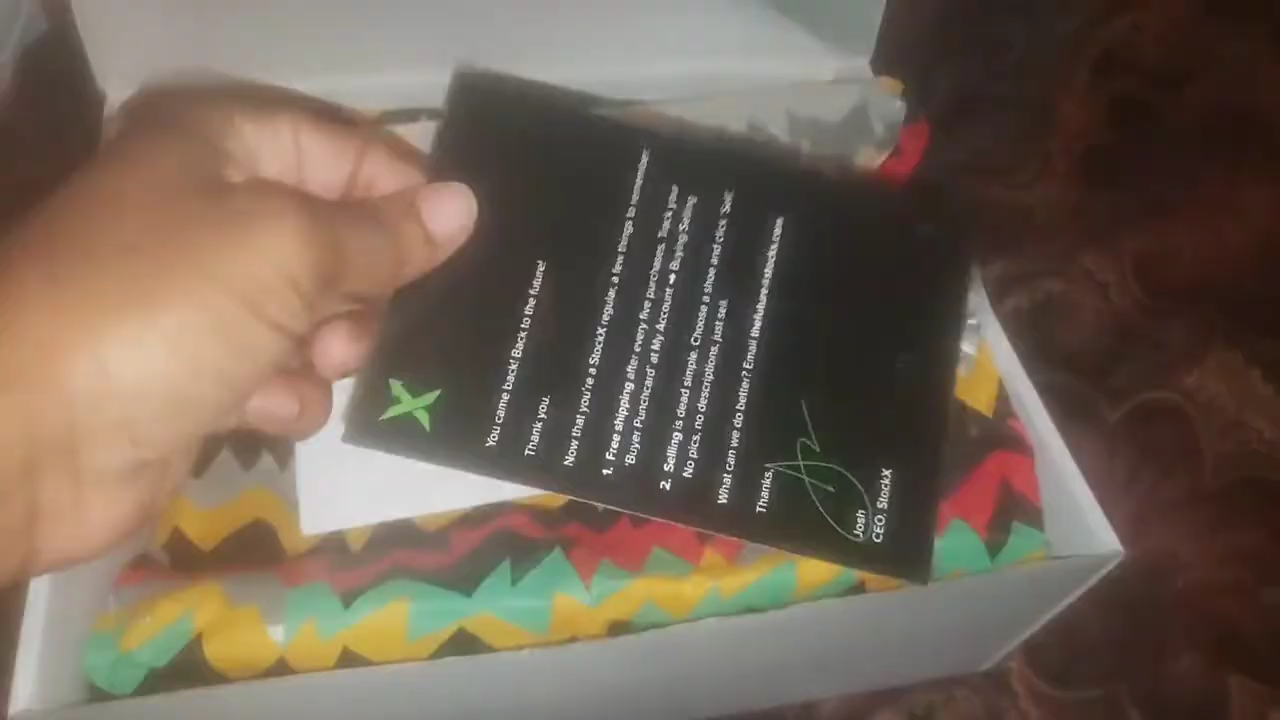 You came back! Back to the future!
Thank you.
Now that you're a StockX regular, a few things to remember:
1. Free shipping after every five purchases. Track your
'Buyer Punchcard' at My Account → Buying/Selling
2. Selling is dead simple. Choose a shoe and click 'Sell.'
No pics, no descriptions, just sell.
What can we do better? Email thefuture@stockx.com
Thanks,
Josh
CEO, StockX